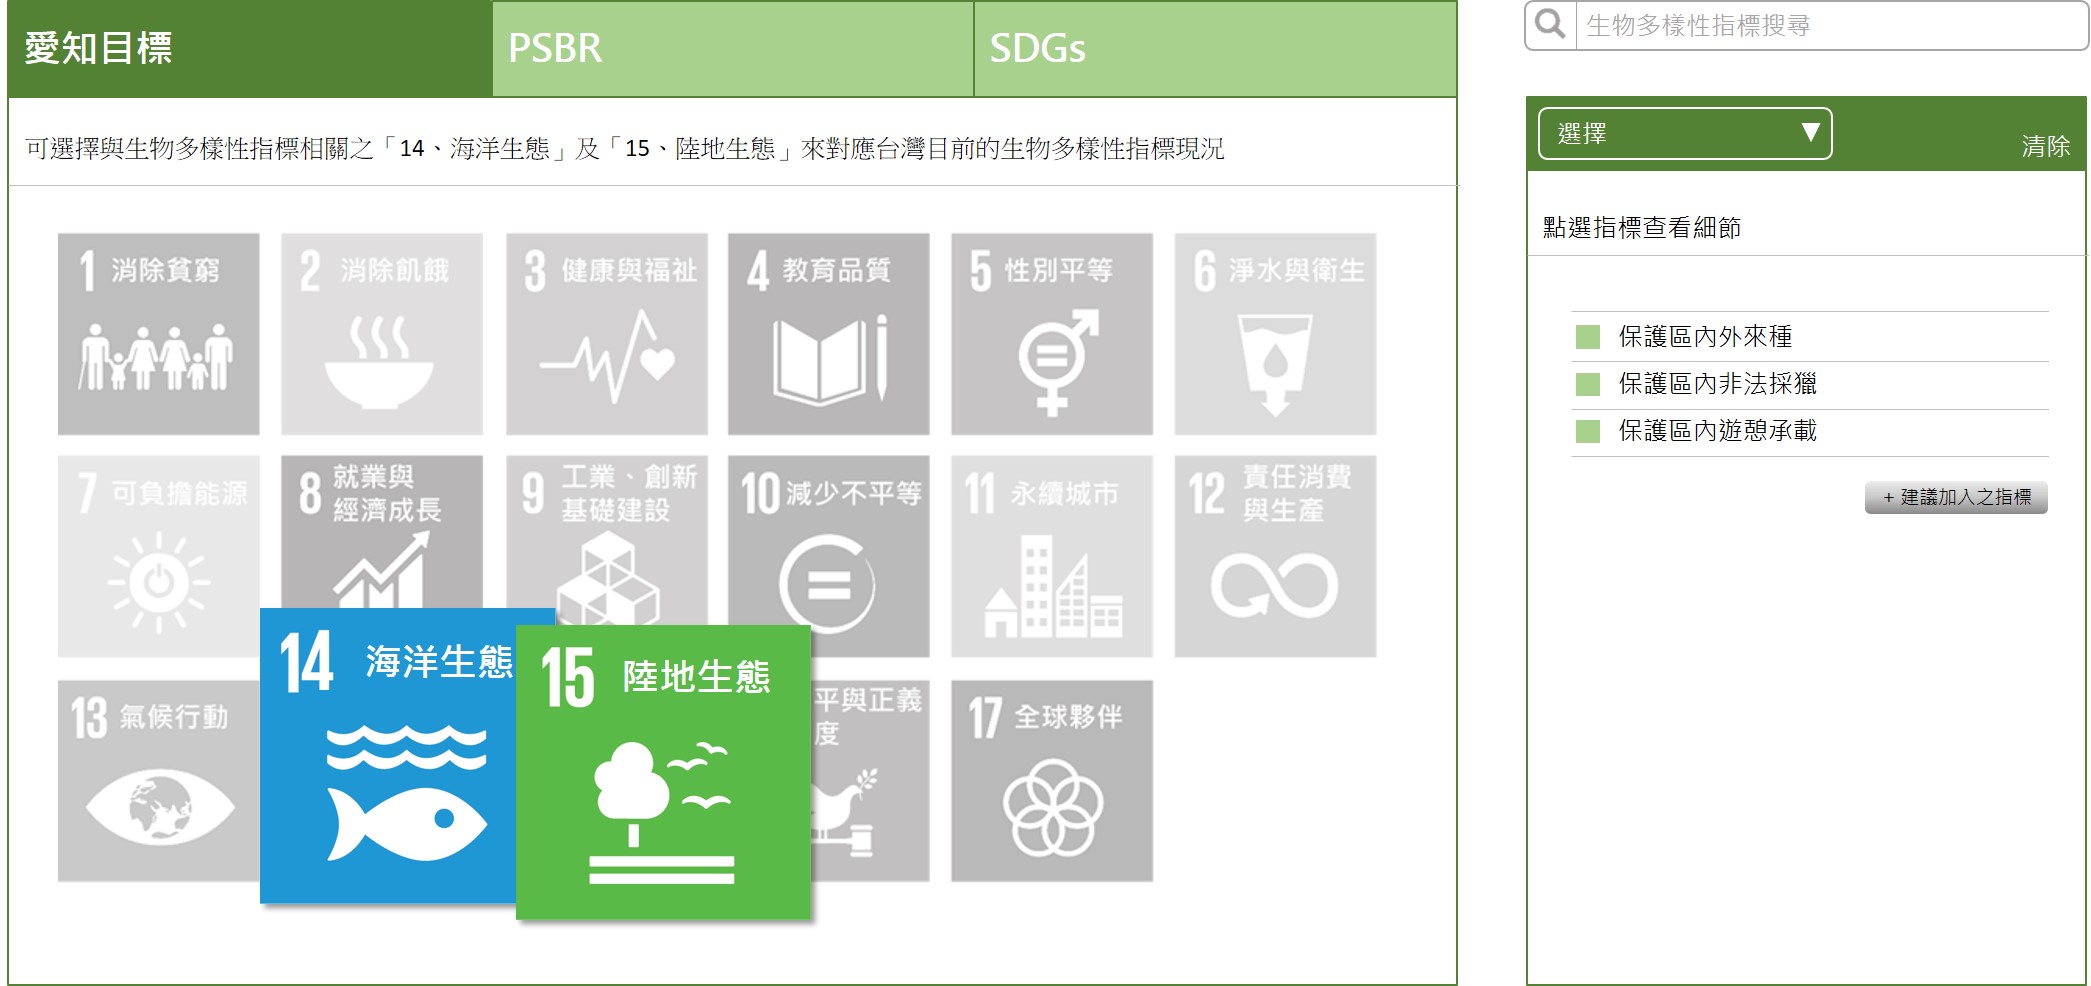 愛知目標
PSBR
SDGs
可選擇與生物多樣性指標相關之「14、海洋生態」及「15、陸地生態」來對應台灣目前的生物多樣性指標現況
1 消除貧窮
2 消除飢餓
3 健康與福祉
4 教育品質
5 性別平等
6 淨水與衛生
7 可負擔能源
8 就業與
經濟成長
9 工業、創新
基礎建設
10 減少不平等
11 永續城市
12 責任消費
與生產
13 氣候行動
14 海洋生態
15 陸地生態
平與正義
度
17 全球夥伴
生物多樣性指標搜尋
選擇 ▼
清除
點選指標查看細節
保護區內外來種
保護區內非法採獵
保護區內遊憩承載
+ 建議加入之指標